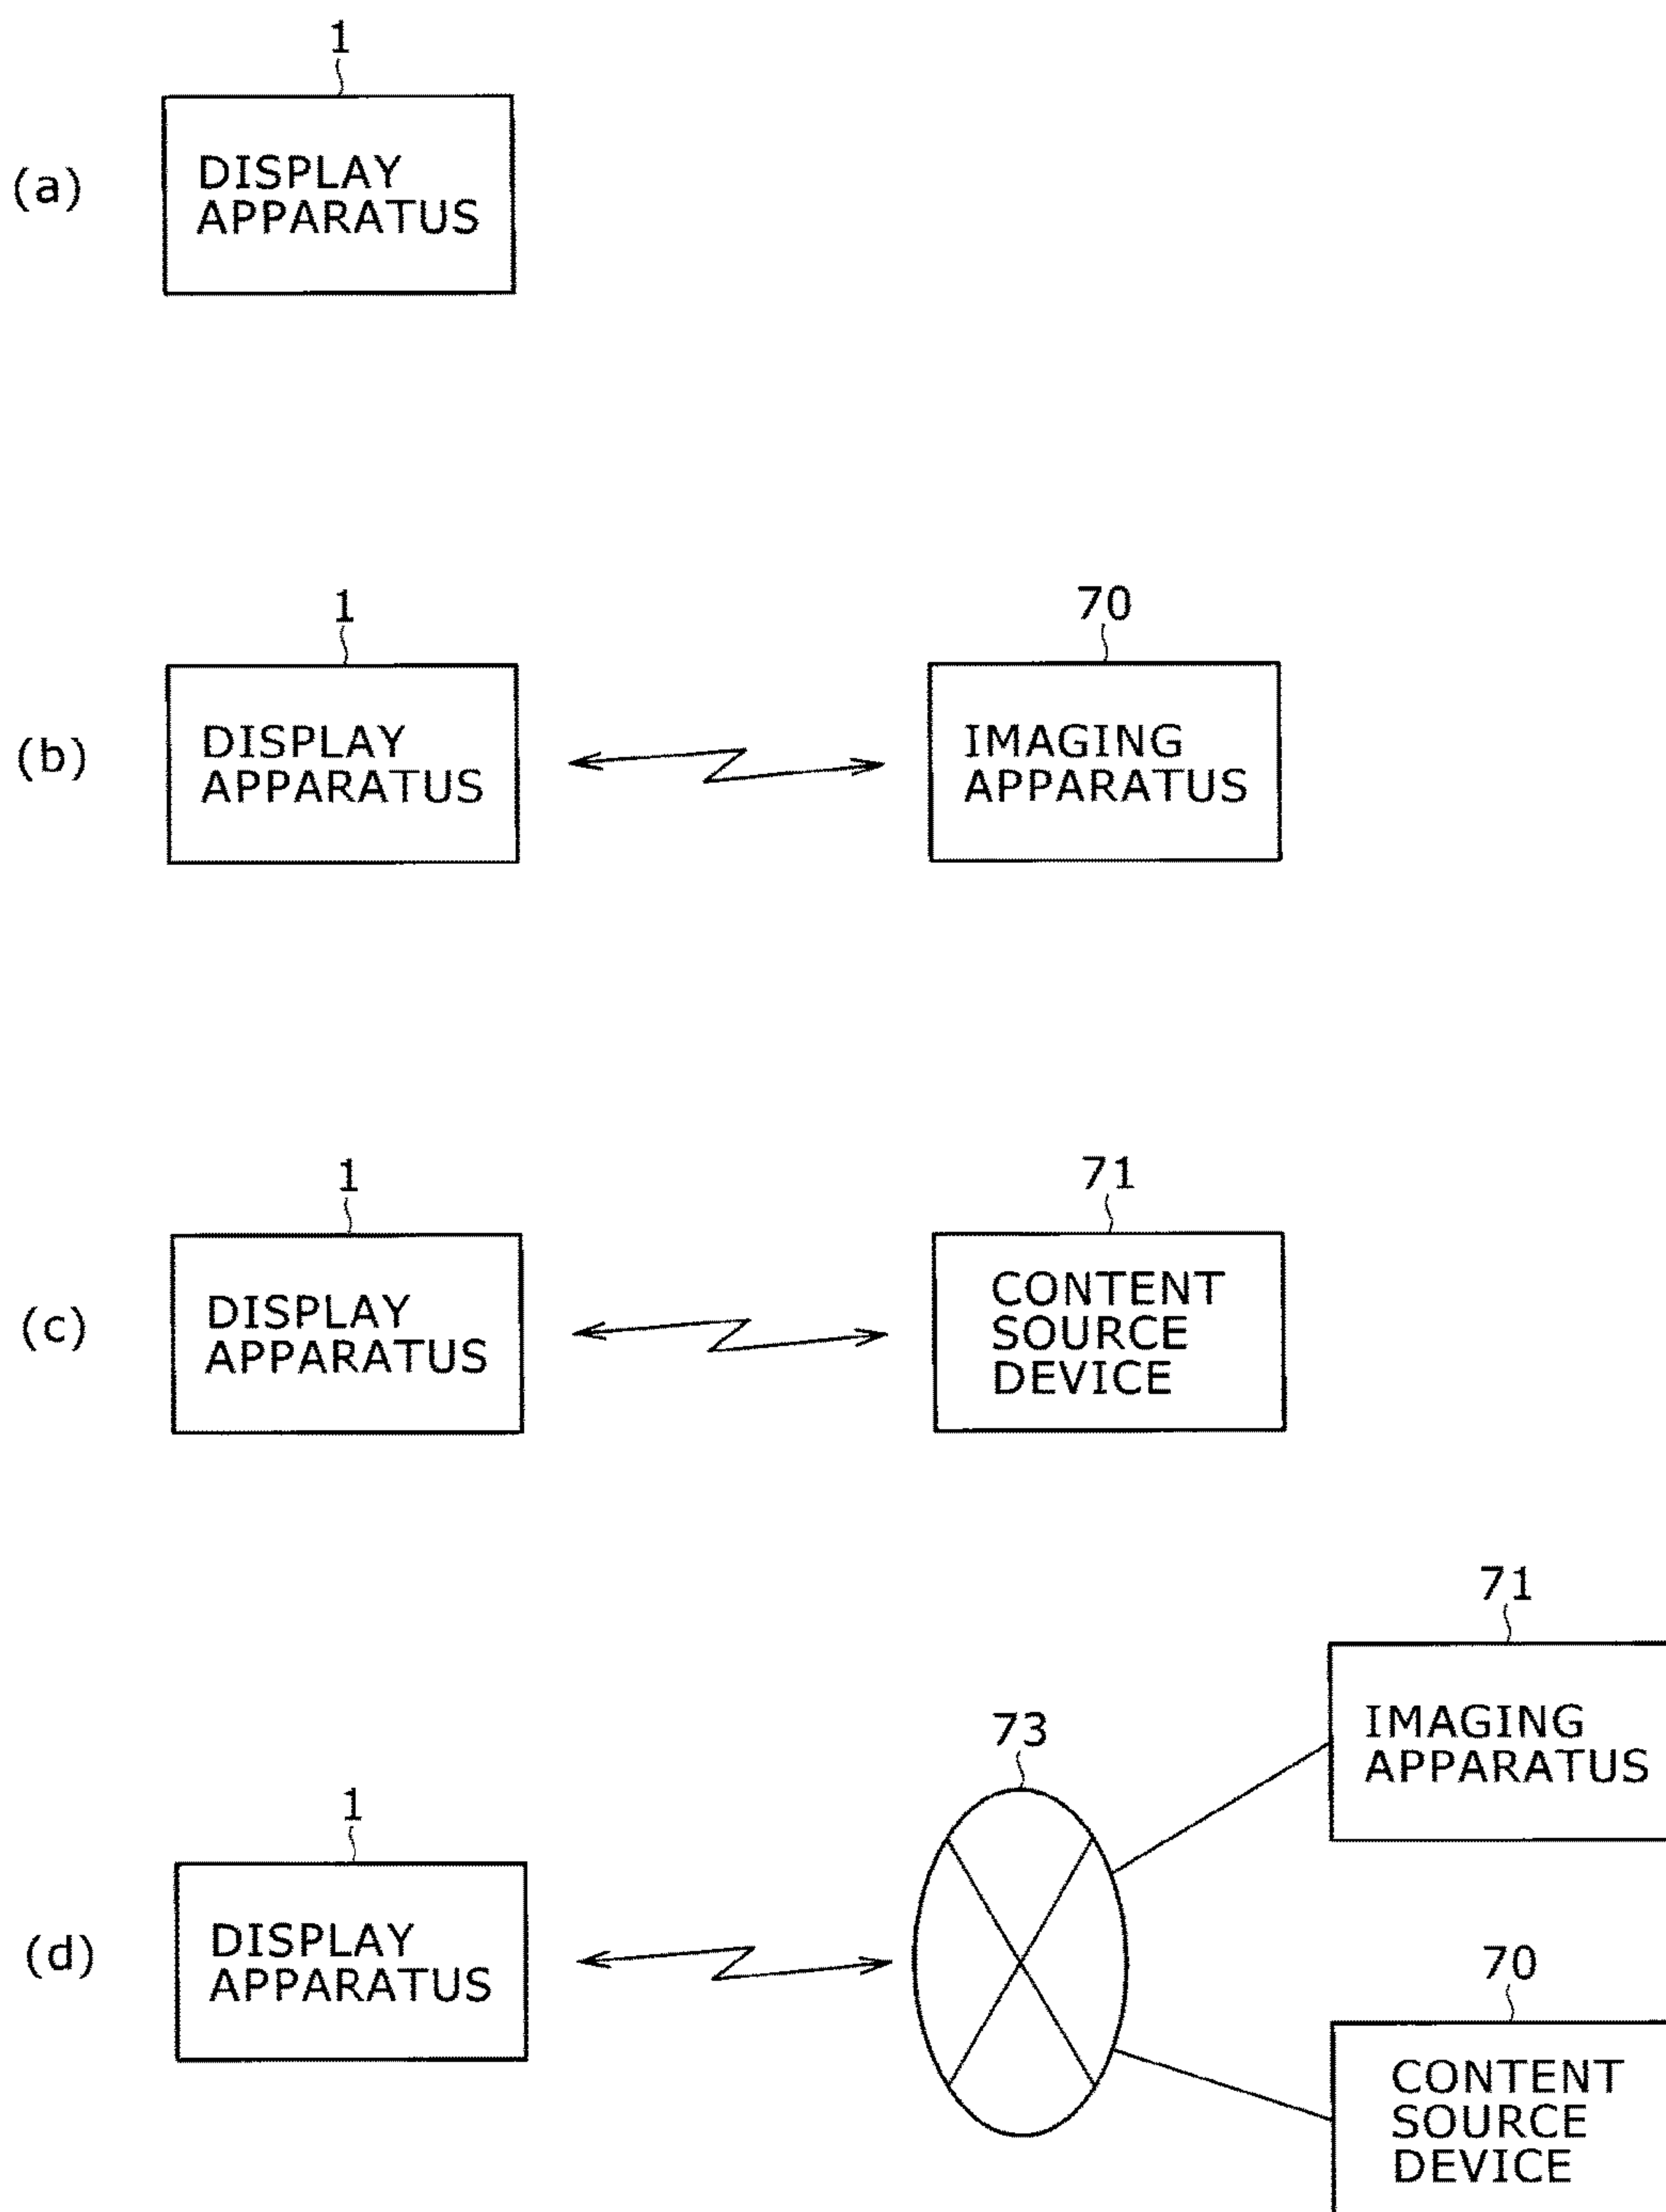 1
(a)
DISPLAY
APPARATUS
1
70
(b)
DISPLAY
APPARATUS
IMAGING
APPARATUS
1
71
(c)
DISPLAY
APPARATUS
CONTENT
SOURCE
DEVICE
71
IMAGING
APPARATUS
73
1
(d)
DISPLAY
APPARATUS
70
CONTENT
SOURCE
DEVICE